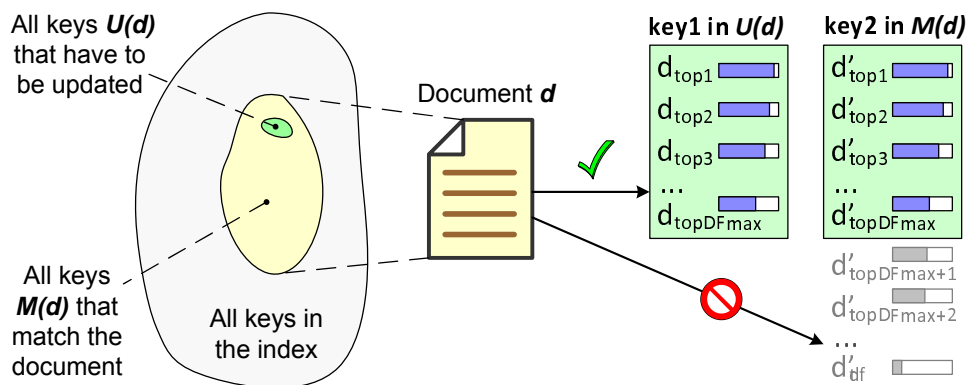 All keys U(d)
that have to
be updated
All keys
M(d) that
match the
document
All keys in
the index
Document d
key1 in U(d)
dtop1
dtop2
dtop3
...
dtopDFmax
key2 in M(d)
d'top1
d'top2
d'top3
...
d'topDFmax
d'topDFmax+1
d'topDFmax+2
...
d'df